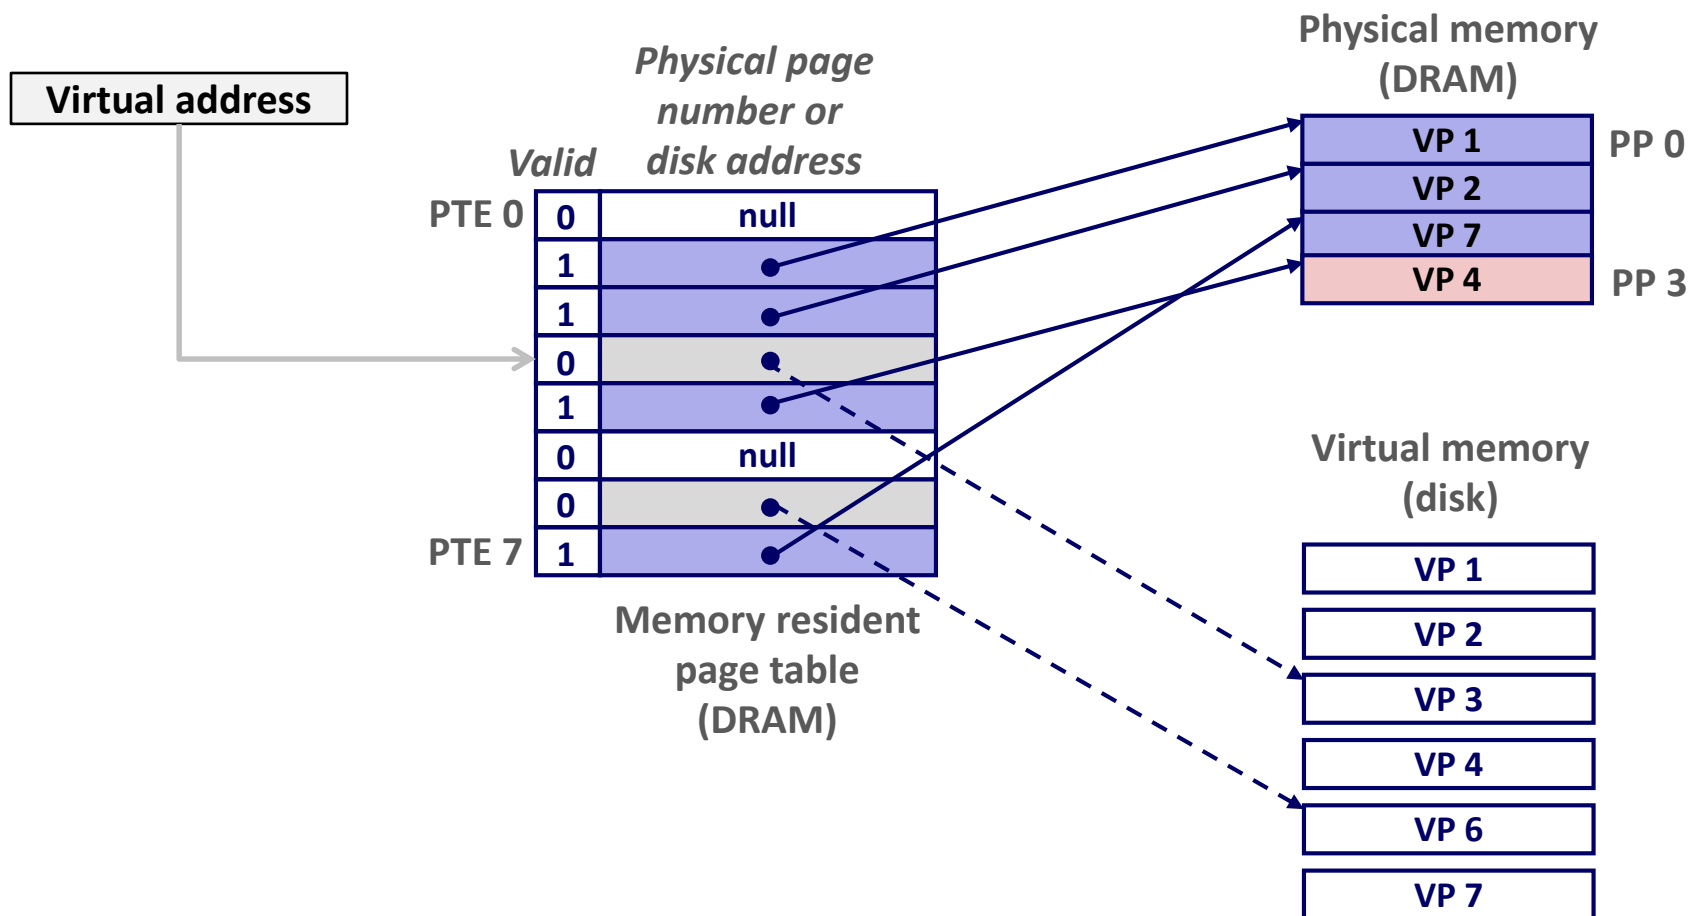 Virtual address
Physical page
number or
disk address
Valid
PTE 0
0
null
1
1
0
1
0
null
0
PTE 7
1
Memory resident
page table
(DRAM)
Physical memory
(DRAM)
VP 1
PP 0
VP 2
VP 7
VP 4
PP 3
Virtual memory
(disk)
VP 1
VP 2
VP 3
VP 4
VP 6
VP 7